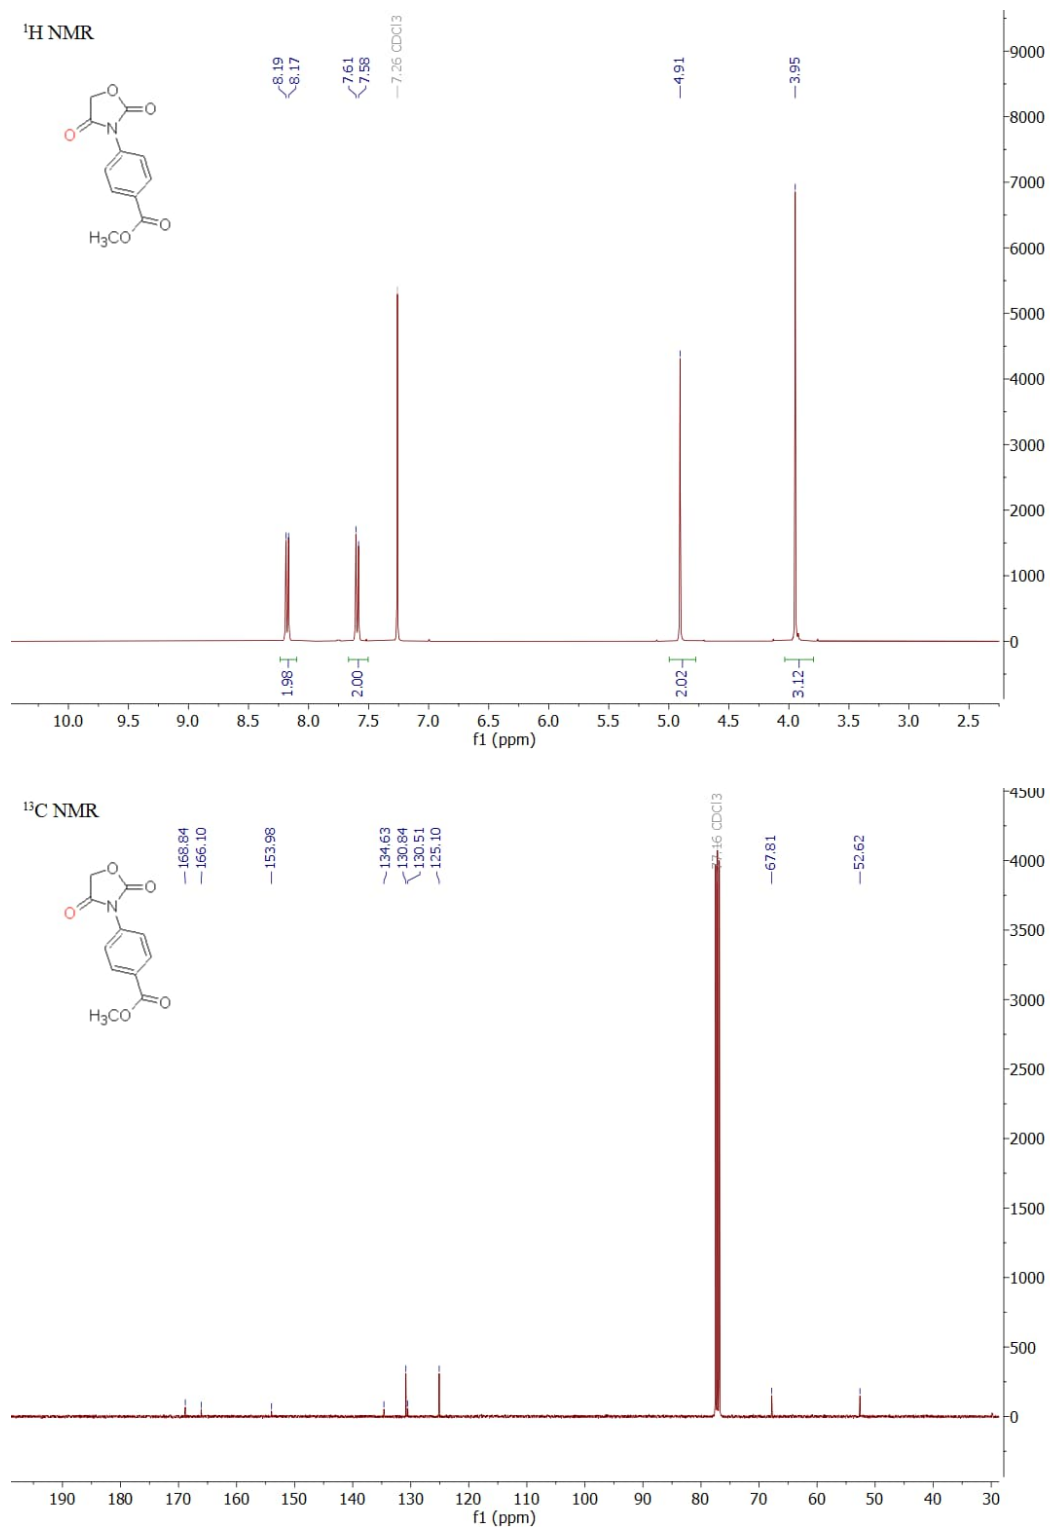 ¹H NMR
8.19
8.17
7.61
7.58
7.26 CDCl3
4.91
3.95
O
O
O
N
O
H₃CO
9000
8000
7000
6000
5000
4000
3000
2000
1000
0
1.98
2.00
2.02
3.12
10.0 9.5 9.0 8.5 8.0 7.5 7.0 6.5 6.0 5.5 5.0 4.5 4.0 3.5 3.0 2.5
f1 (ppm)
¹³C NMR
168.84
166.10
153.98
134.63
130.84
130.51
125.10
77.16 CDCl3
67.81
52.62
O
O
O
N
O
H₃CO
4500
4000
3500
3000
2500
2000
1500
1000
500
0
190 180 170 160 150 140 130 120 110 100 90 80 70 60 50 40 30
f1 (ppm)